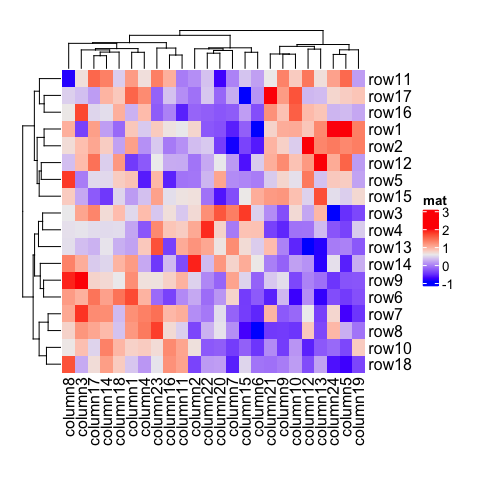 row11
row17
row16
row1
row2
row12
row5
row15
row3
row4
row13
row14
row9
row6
row7
row8
row10
row18
mat
3
2
1
0
-1
column8
column3
column17
column14
column18
column1
column4
column23
column16
column11
column2
column22
column20
column7
column15
column6
column21
column9
column10
column12
column13
column24
column5
column19